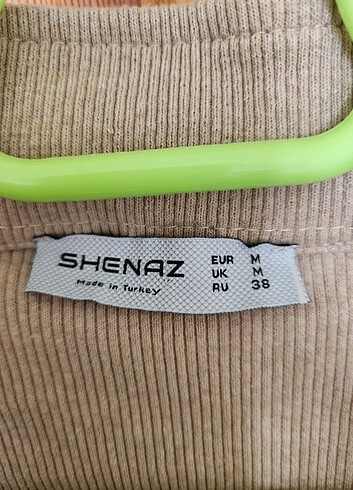 SHENAZ
Made in Turkey
EUR M
UK M
RU 38